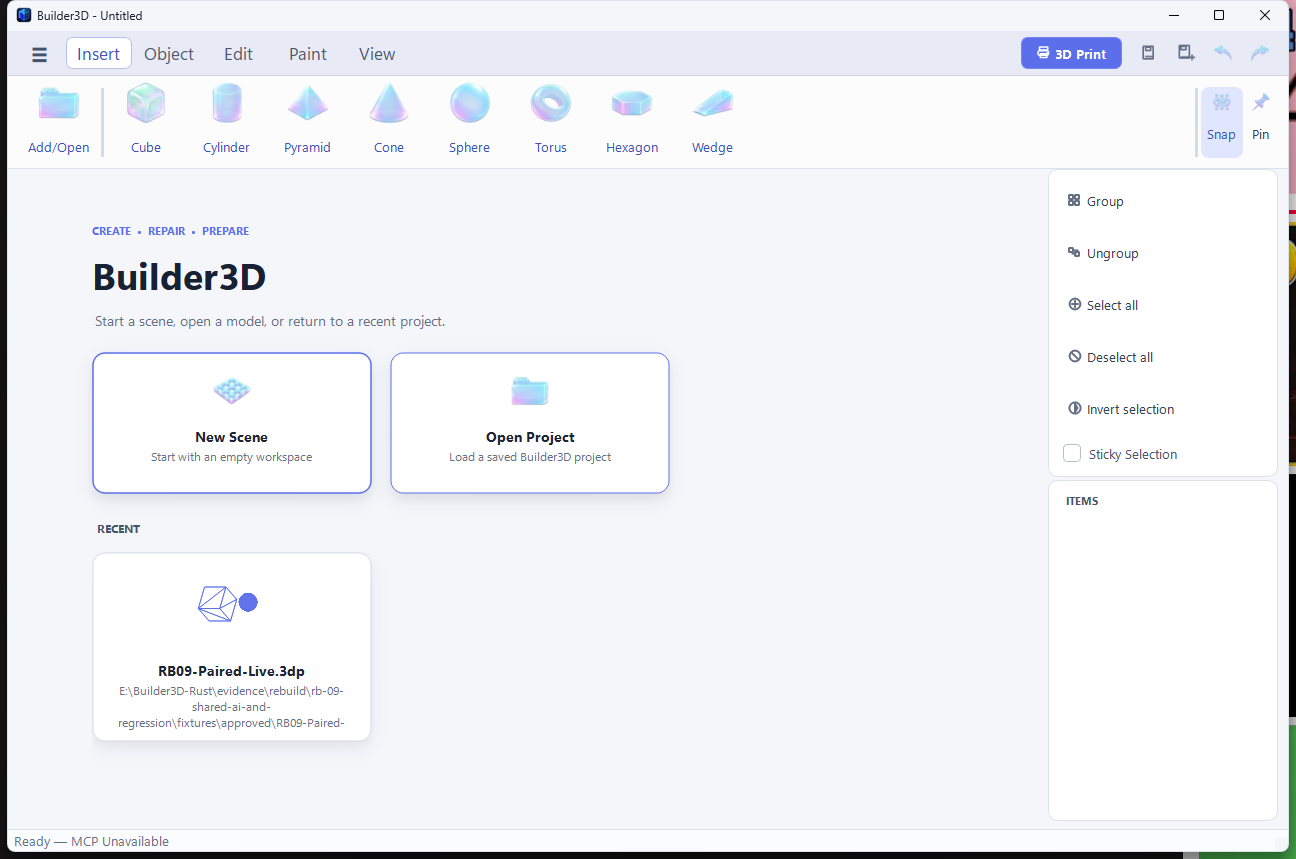 Builder3D - Untitled
Insert
Object
Edit
Paint
View
3D Print
Add/Open
Cube
Cylinder
Pyramid
Cone
Sphere
Torus
Hexagon
Wedge
Snap
Pin
CREATE • REPAIR • PREPARE
Builder3D
Start a scene, open a model, or return to a recent project.
New Scene
Start with an empty workspace
Open Project
Load a saved Builder3D project
RECENT
RB09-Paired-Live.3dp
E:\Builder3D-Rust\evidence\rebuild\rb-09-
shared-ai-and-
regression\fixtures\approved\RB09-Paired-
Group
Ungroup
Select all
Deselect all
Invert selection
Sticky Selection
ITEMS
Ready — MCP Unavailable